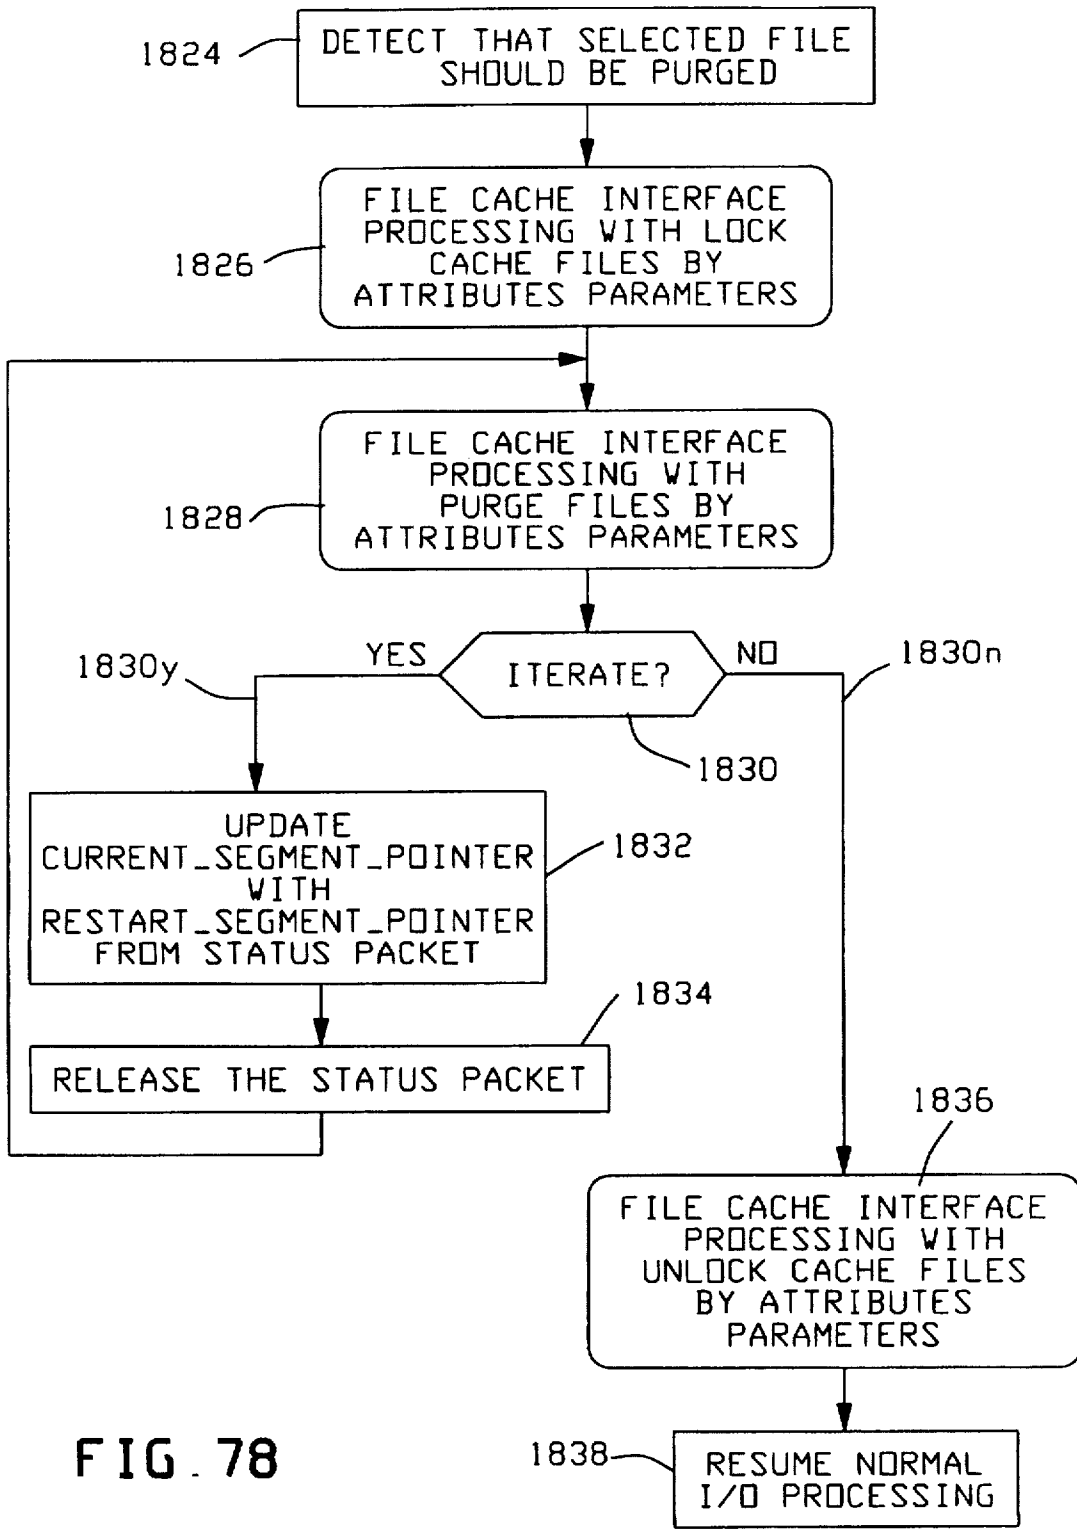 1824
DETECT THAT SELECTED FILE
SHOULD BE PURGED
1826
FILE CACHE INTERFACE
PROCESSING WITH LOCK
CACHE FILES BY
ATTRIBUTES PARAMETERS
1828
FILE CACHE INTERFACE
PROCESSING WITH
PURGE FILES BY
ATTRIBUTES PARAMETERS
1830y
YES
ITERATE?
NO
1830n
1830
UPDATE
CURRENT_SEGMENT_POINTER
WITH
RESTART_SEGMENT_POINTER
FROM STATUS PACKET
1832
1834
RELEASE THE STATUS PACKET
1836
FILE CACHE INTERFACE
PROCESSING WITH
UNLOCK CACHE FILES
BY ATTRIBUTES
PARAMETERS
1838
RESUME NORMAL
I/O PROCESSING
FIG. 78